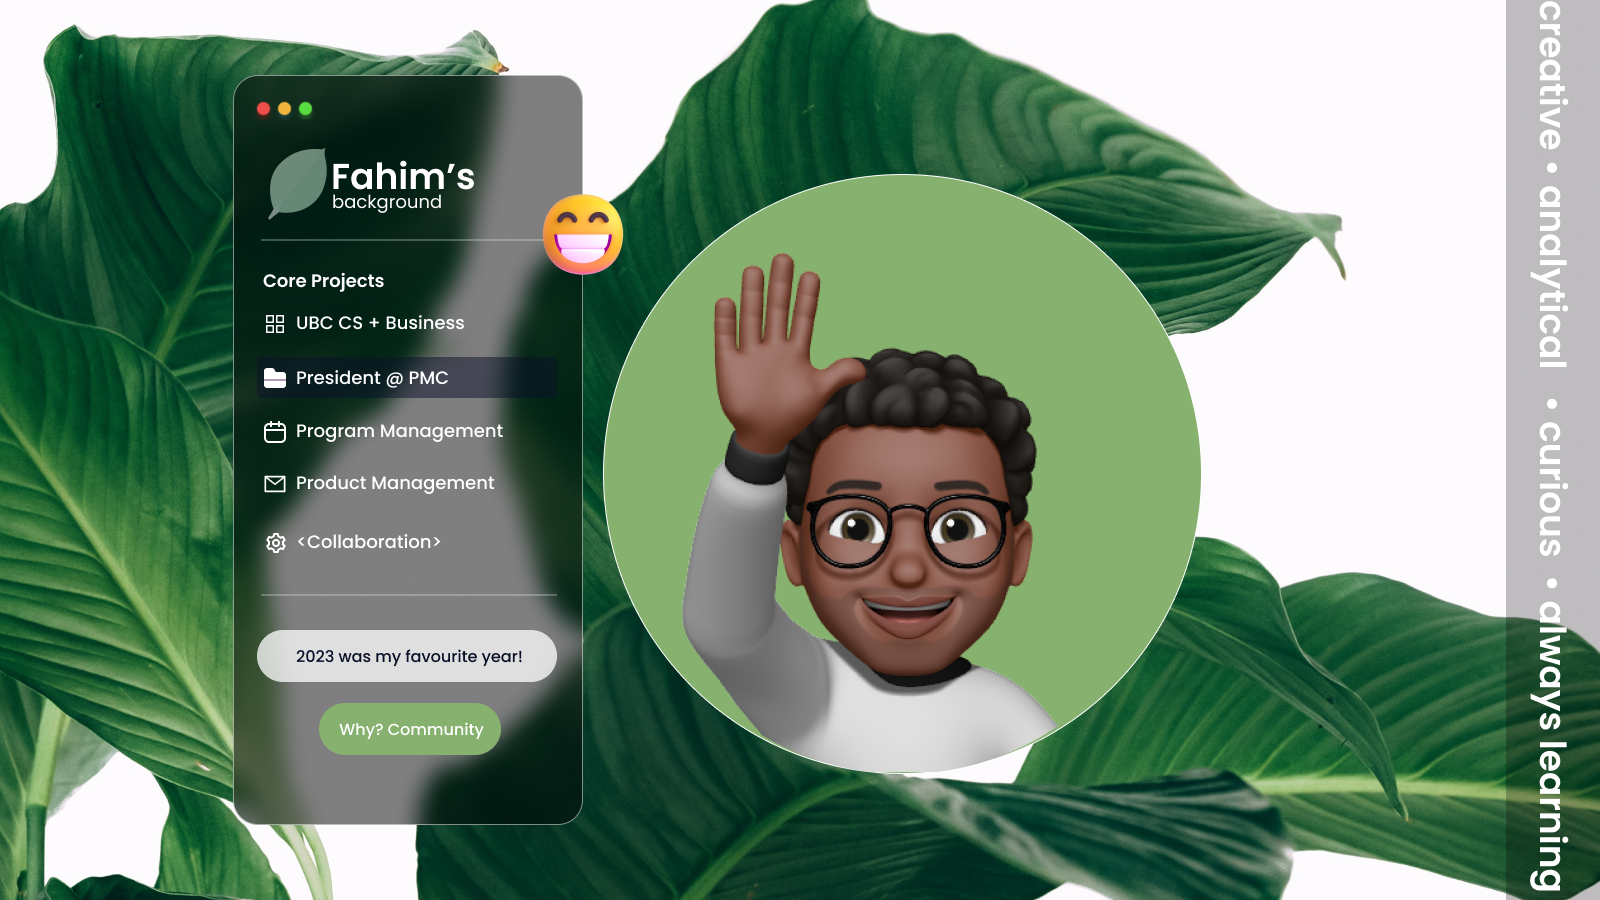 Fahim’s
background
Core Projects
UBC CS + Business
President @ PMC
Program Management
Product Management
<Collaboration>
2023 was my favourite year!
Why? Community
creative • analytical • curious • always learning